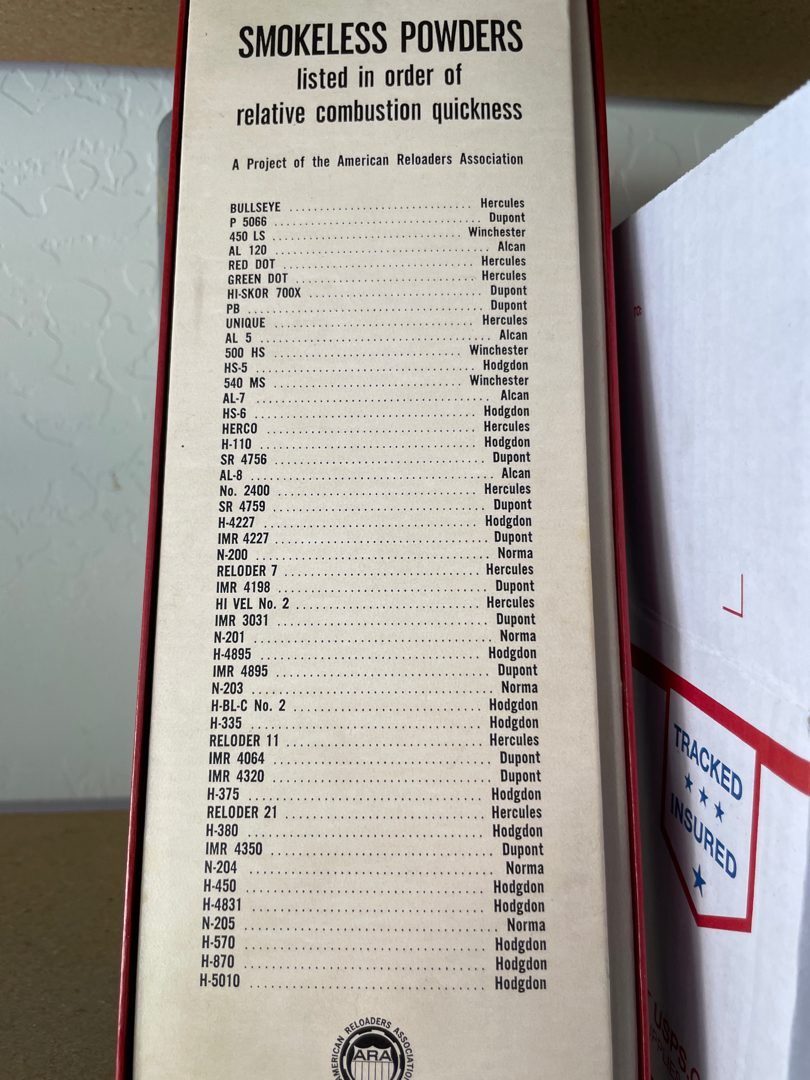 SMOKELESS POWDERS
listed in order of
relative combustion quickness
A Project of the American Reloaders Association
BULLSEYE ........................................ Hercules
P 5066 ........................................ Dupont
450 LS ........................................ Winchester
AL 120 ........................................ Alcan
RED DOT ........................................ Hercules
GREEN DOT ........................................ Hercules
HI-SKOR 700X ........................................ Dupont
PB ........................................ Dupont
UNIQUE ........................................ Hercules
AL 5 ........................................ Alcan
500 HS ........................................ Winchester
HS-5 ........................................ Hodgdon
540 MS ........................................ Winchester
AL-7 ........................................ Alcan
HS-6 ........................................ Hodgdon
HERCO ........................................ Hercules
H-110 ........................................ Hodgdon
SR 4756 ........................................ Dupont
AL-8 ........................................ Alcan
No. 2400 ........................................ Hercules
SR 4759 ........................................ Dupont
H-4227 ........................................ Hodgdon
IMR 4227 ........................................ Dupont
N-200 ........................................ Norma
RELODER 7 ........................................ Hercules
IMR 4198 ........................................ Dupont
HI VEL No. 2 ........................................ Hercules
IMR 3031 ........................................ Dupont
N-201 ........................................ Norma
H-4895 ........................................ Hodgdon
IMR 4895 ........................................ Dupont
N-203 ........................................ Norma
H-BL-C No. 2 ........................................ Hodgdon
H-335 ........................................ Hodgdon
RELODER 11 ........................................ Hercules
IMR 4064 ........................................ Dupont
IMR 4320 ........................................ Dupont
H-375 ........................................ Hodgdon
RELODER 21 ........................................ Hercules
H-380 ........................................ Hodgdon
IMR 4350 ........................................ Dupont
N-204 ........................................ Norma
H-450 ........................................ Hodgdon
H-4831 ........................................ Hodgdon
N-205 ........................................ Norma
H-570 ........................................ Hodgdon
H-870 ........................................ Hodgdon
H-5010 ........................................ Hodgdon
AMERICAN RELOADERS ASSOCIATION
ARA
TRACKED
INSURED
USPS.C